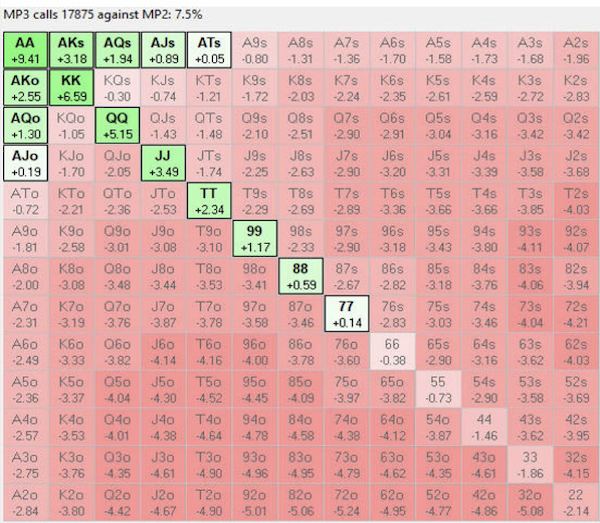 MP3 calls 17875 against MP2: 7.5%
AA AKs AQs AJs ATs A9s A8s A7s A6s A5s A4s A3s A2s
+9.41 +3.18 +1.94 +0.89 +0.05 -0.80 -1.31 -1.36 -1.70 -1.58 -1.73 -1.68 -1.96
AKo KK KQs KJs KTs K9s K8s K7s K6s K5s K4s K3s K2s
+2.55 +6.59 -0.30 -0.74 -1.21 -1.72 -2.03 -2.24 -2.35 -2.61 -2.59 -2.72 -2.83
AQo KQo QQ QJs QTs Q9s Q8s Q7s Q6s Q5s Q4s Q3s Q2s
+1.30 -1.05 +5.15 -1.43 -1.48 -2.10 -2.51 -2.90 -2.91 -3.04 -3.16 -3.42 -3.42
AJo KJo QJo JJ JTs J9s J8s J7s J6s J5s J4s J3s J2s
+0.19 -1.70 -2.05 +3.49 -1.74 -2.25 -2.63 -2.90 -3.20 -3.31 -3.39 -3.58 -3.68
ATo KTo QTo JTo TT T9s T8s T7s T6s T5s T4s T3s T2s
-0.72 -2.21 -2.36 -2.53 +2.34 -2.29 -2.69 -2.89 -3.36 -3.66 -3.66 -3.85 -4.03
A9o K9o Q9o J9o T9o 99 98s 97s 96s 95s 94s 93s 92s
-1.81 -2.58 -3.01 -3.08 -3.10 +1.17 -2.33 -2.90 -3.18 -3.43 -3.80 -4.11 -4.07
A8o K8o Q8o J8o T8o 98o 88 87s 86s 85s 84s 83s 82s
-2.00 -3.08 -3.48 -3.44 -3.53 -3.41 +0.59 -2.67 -2.82 -3.18 -3.76 -4.06 -3.94
A7o K7o Q7o J7o T7o 97o 87o 77 76s 75s 74s 73s 72s
-2.31 -3.19 -3.76 -3.87 -3.78 -3.58 -3.46 +0.14 -2.83 -3.03 -3.46 -4.04 -4.21
A6o K6o Q6o J6o T6o 96o 86o 76o 66 65s 64s 63s 62s
-2.49 -3.33 -3.82 -4.14 -4.16 -4.00 -3.78 -3.60 -0.38 -2.90 -3.16 -3.62 -4.03
A5o K5o Q5o J5o T5o 95o 85o 75o 65o 55 54s 53s 52s
-2.36 -3.37 -4.04 -4.30 -4.52 -4.45 -4.09 -3.97 -3.82 -0.73 -2.90 -3.58 -3.69
A4o K4o Q4o J4o T4o 94o 84o 74o 64o 54o 44 43s 42s
-2.57 -3.53 -4.01 -4.38 -4.64 -4.78 -4.58 -4.38 -4.12 -3.87 -1.46 -3.62 -3.95
A3o K3o Q3o J3o T3o 93o 83o 73o 63o 53o 43o 33 32s
-2.75 -3.76 -4.35 -4.61 -4.90 -4.96 -4.95 -4.79 -4.62 -4.35 -4.61 -1.86 -4.15
A2o K2o Q2o J2o T2o 92o 82o 72o 62o 52o 42o 32o 22
-2.84 -3.80 -4.42 -4.67 -4.90 -5.01 -5.06 -5.24 -4.95 -4.77 -4.86 -5.08 -2.14